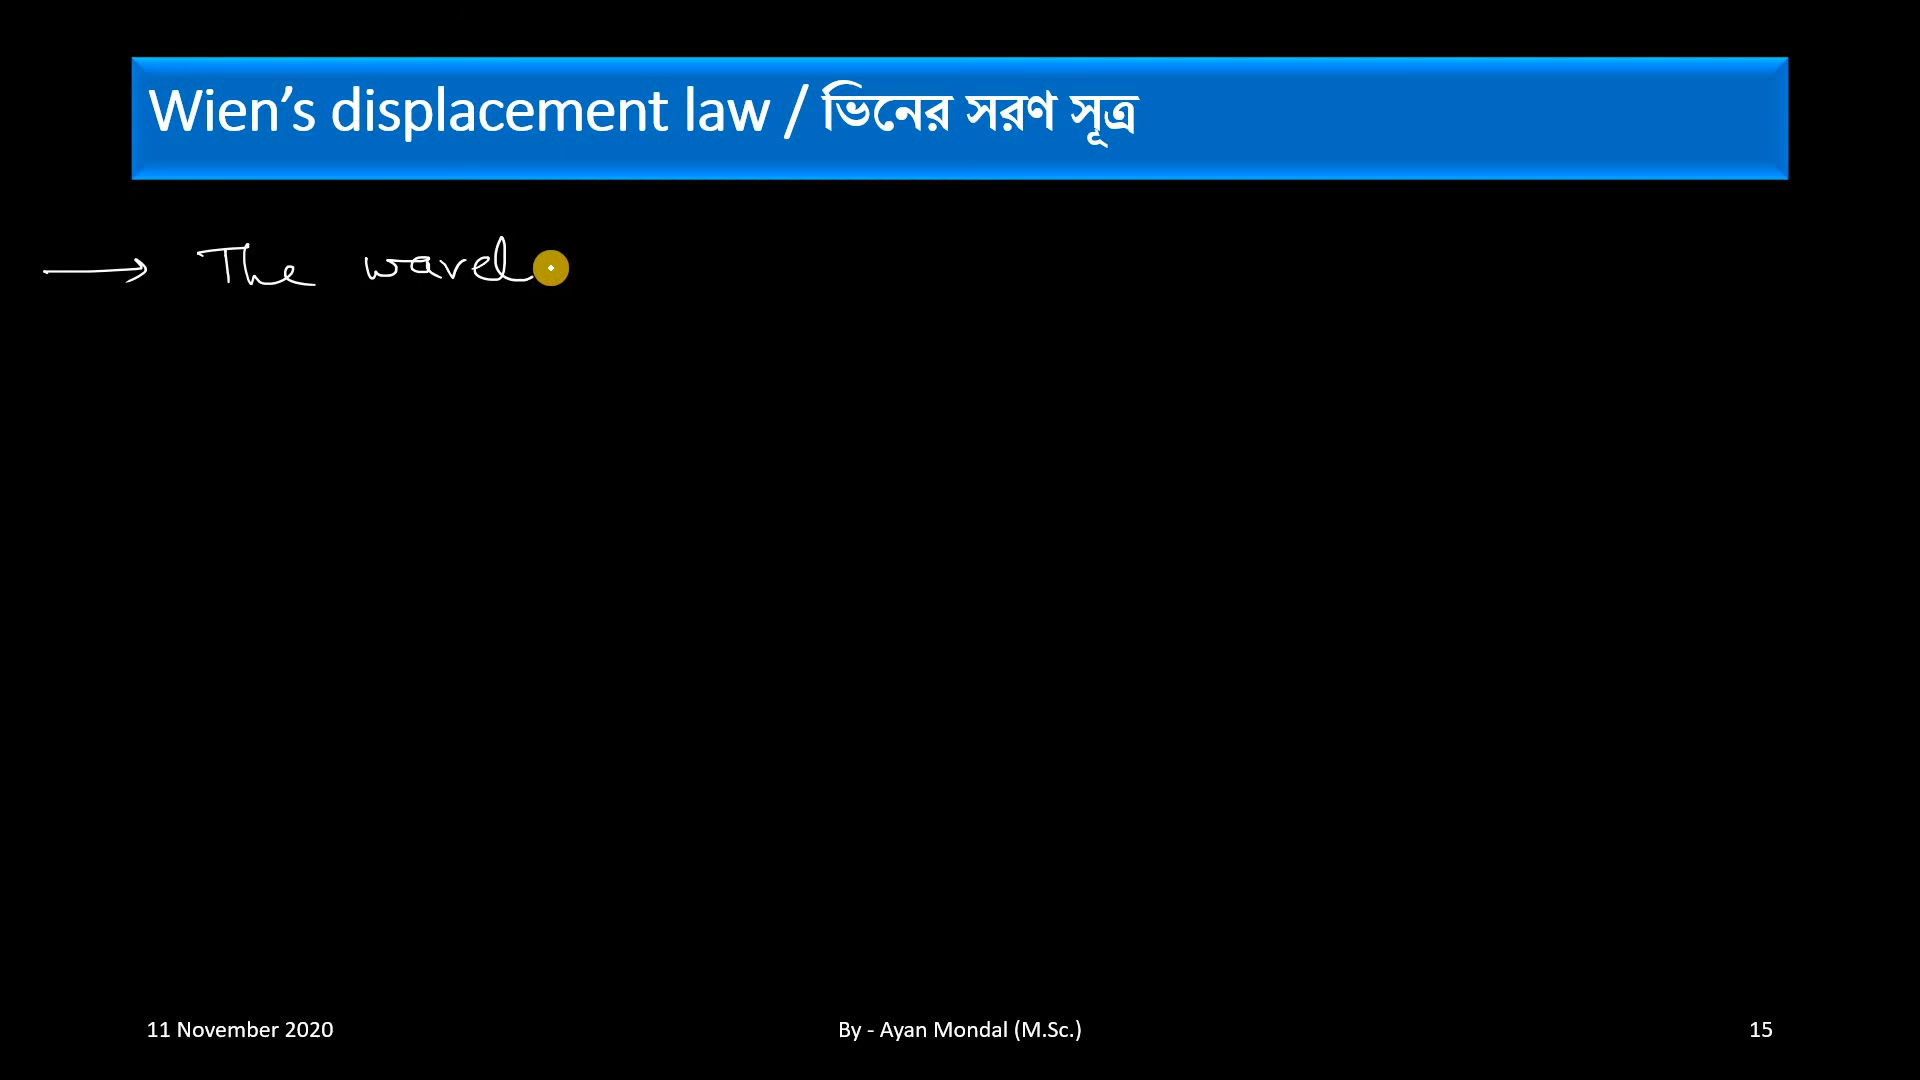 Wien’s displacement law / ভিনের সরণ সূত্র
→ The wavel
11 November 2020
By - Ayan Mondal (M.Sc.)
15